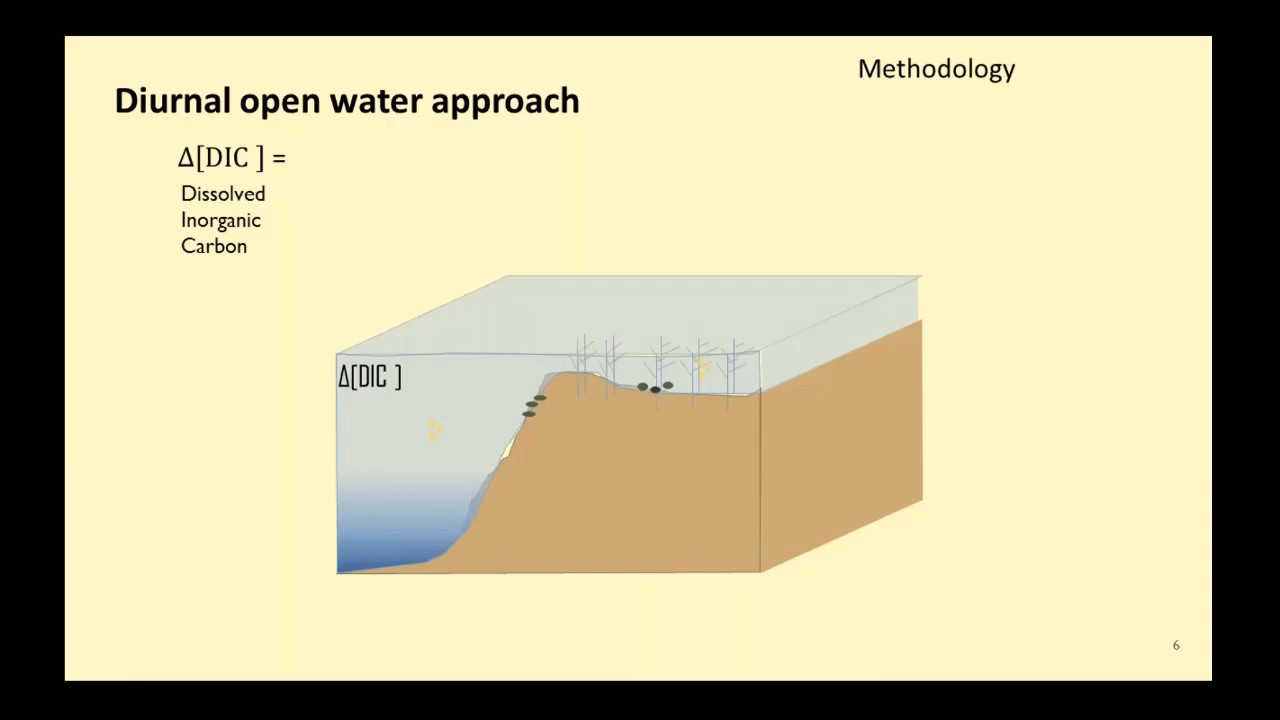 Methodology
Diurnal open water approach
Δ[DIC ] =
Dissolved
Inorganic
Carbon
Δ[DIC ]
6